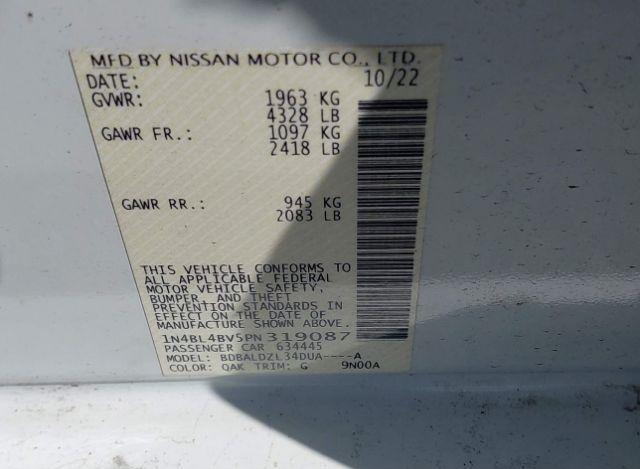 MFD BY NISSAN MOTOR CO., LTD.
DATE: 10/22
GVWR: 1963 KG
4328 LB
GAWR FR.: 1097 KG
2418 LB
GAWR RR.: 945 KG
2083 LB
THIS VEHICLE CONFORMS TO
ALL APPLICABLE FEDERAL
MOTOR VEHICLE SAFETY,
BUMPER, AND THEFT
PREVENTION STANDARDS IN
EFFECT ON THE DATE OF
MANUFACTURE SHOWN ABOVE.
1N4BL4BV5PN319087
PASSENGER CAR 634445
MODEL: BDBALDZL34DUA----A
COLOR: QAK TRIM: G 9N00A